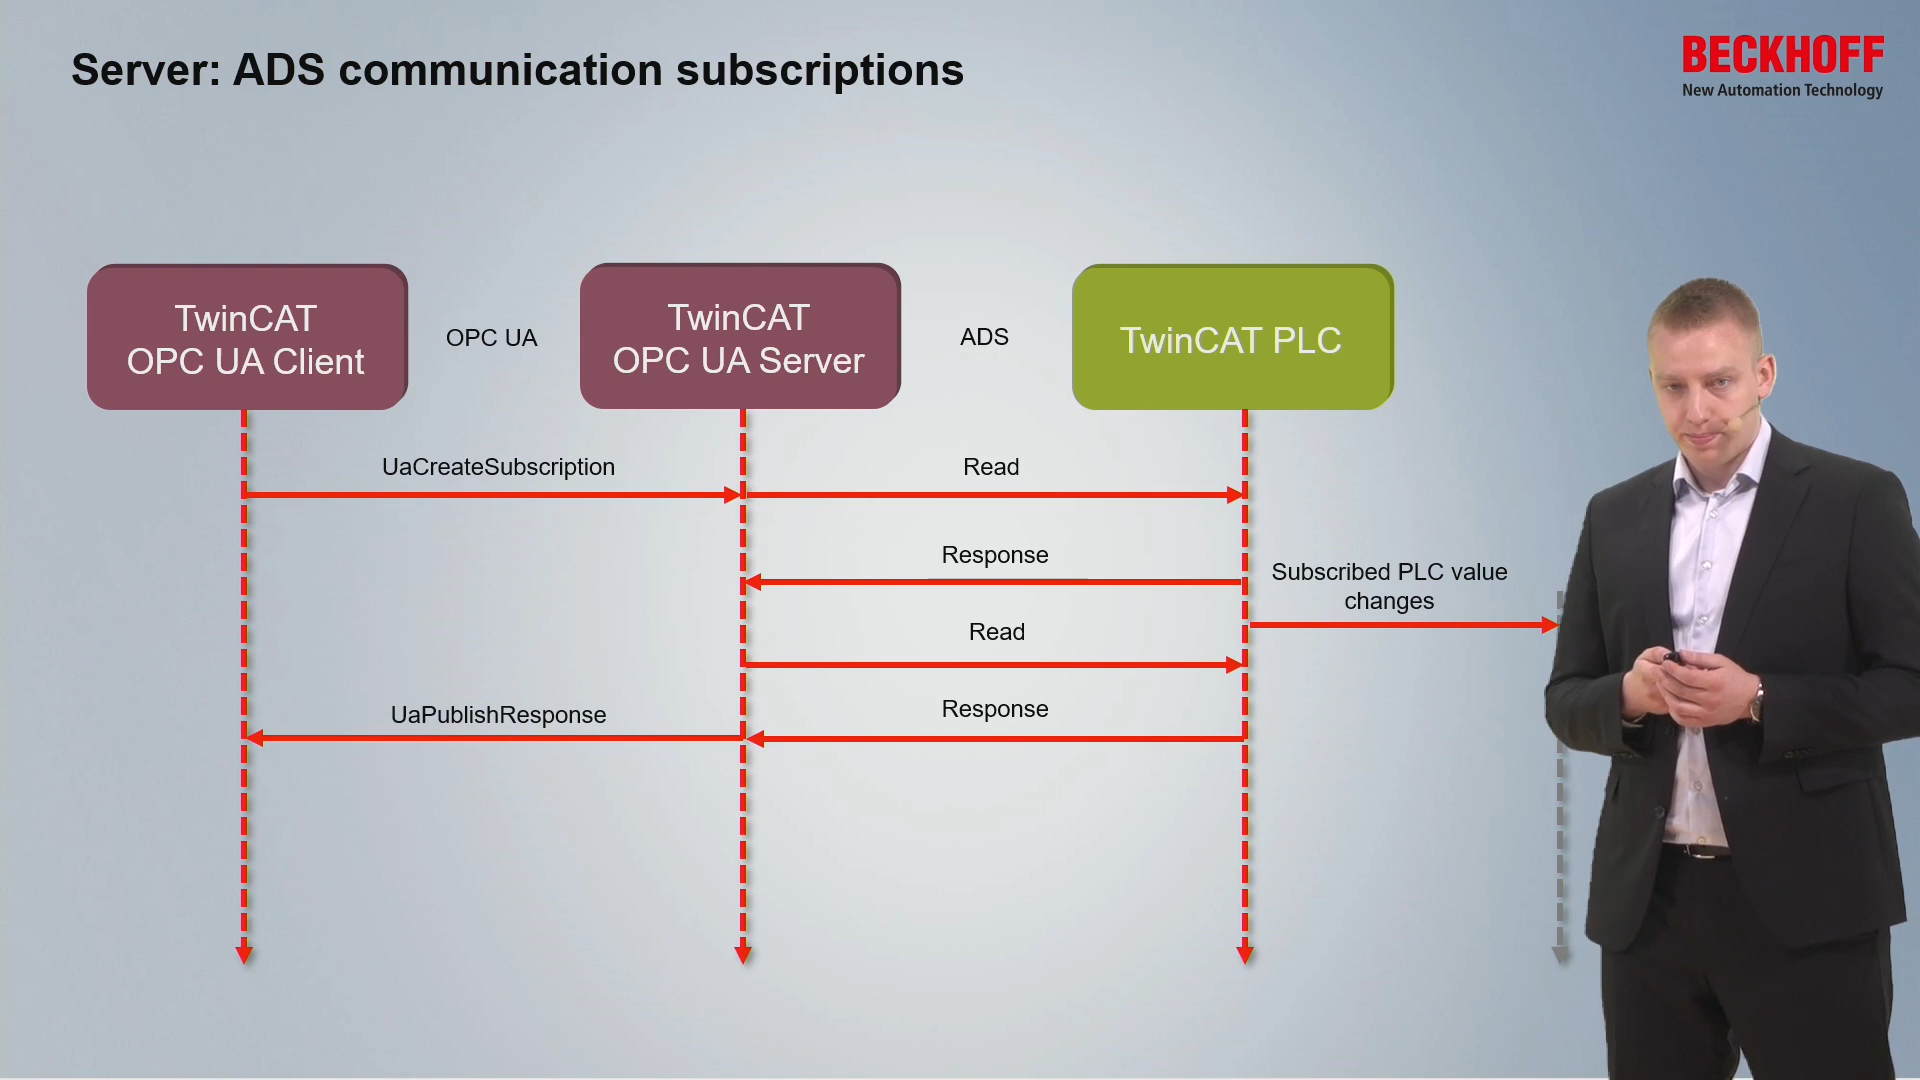 Server: ADS communication subscriptions
BECKHOFF
New Automation Technology
TwinCAT
OPC UA Client
OPC UA
TwinCAT
OPC UA Server
ADS
TwinCAT PLC
UaCreateSubscription
Read
Response
Subscribed PLC value
changes
Read
UaPublishResponse
Response